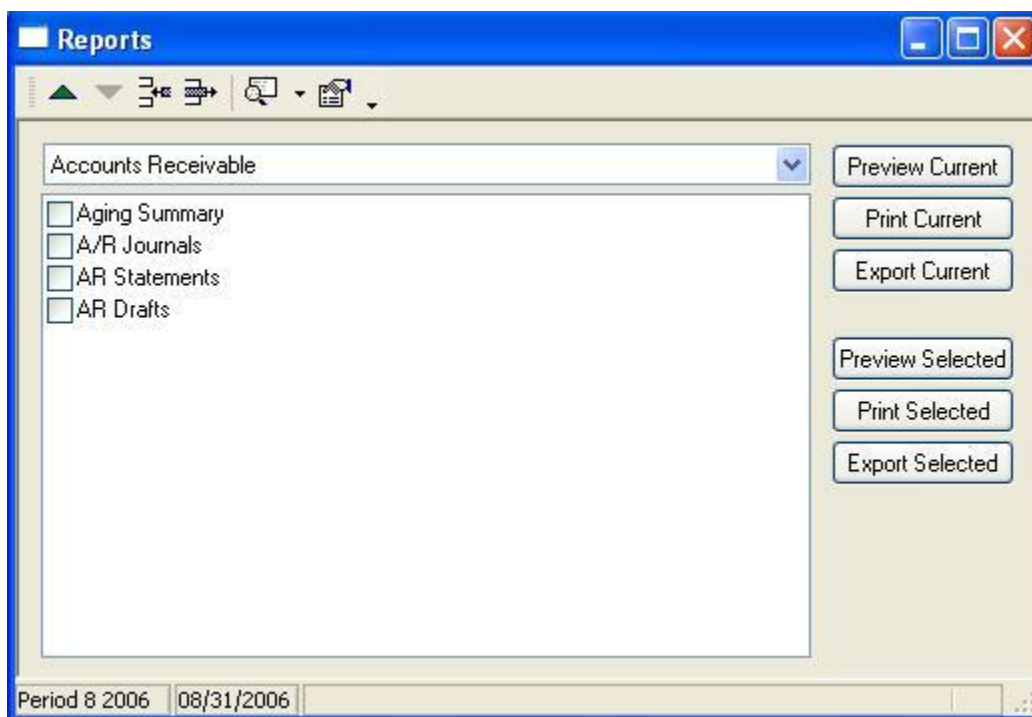 Reports
Accounts Receivable
Aging Summary
A/R Journals
AR Statements
AR Drafts
Preview Current
Print Current
Export Current
Preview Selected
Print Selected
Export Selected
Period 8 2006
08/31/2006